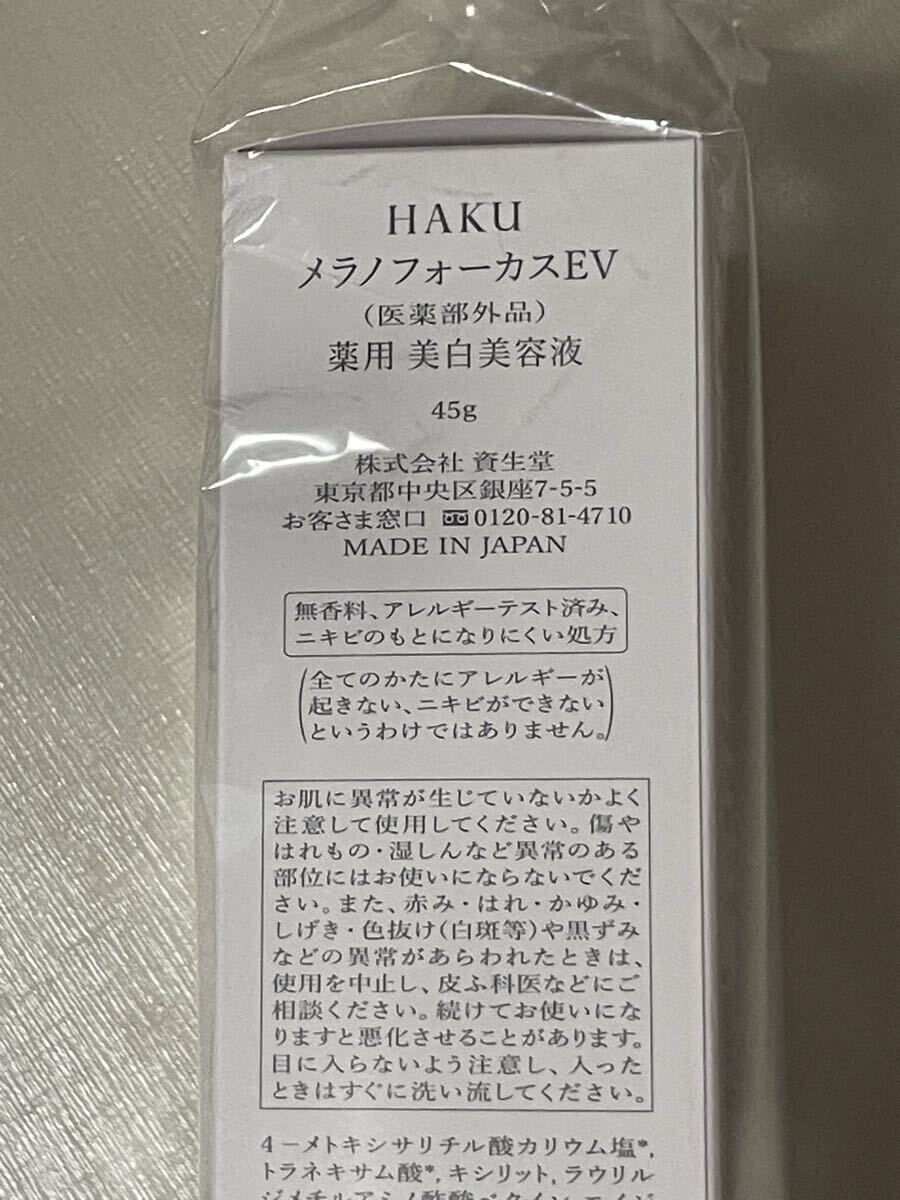 HAKU
メラノフォーカスEV
（医薬部外品）
薬用 美白美容液
45g
株式会社 資生堂
東京都中央区銀座7-5-5
お客さま窓口 0120-81-4710
MADE IN JAPAN
無香料、アレルギーテスト済み、
ニキビのもとになりにくい処方
（全てのかたにアレルギーが
起きない、ニキビができない
というわけではありません。）
お肌に異常が生じていないかよく
注意して使用してください。傷や
はれもの・湿しんなど異常のある
部位にはお使いにならないでくだ
さい。また、赤み・はれ・かゆみ・
しげき・色抜け（白斑等）や黒ずみ
などの異常があらわれたときは、
使用を中止し、皮ふ科医などにご
相談ください。続けてお使いにな
りますと悪化させることがあります。
目に入らないよう注意し、入った
ときはすぐに洗い流してください。
4－メトキシサリチル酸カリウム塩*,
トラネキサム酸*, キシリット, ラウリル
ジメチルアミノ酢酸ベタイン,